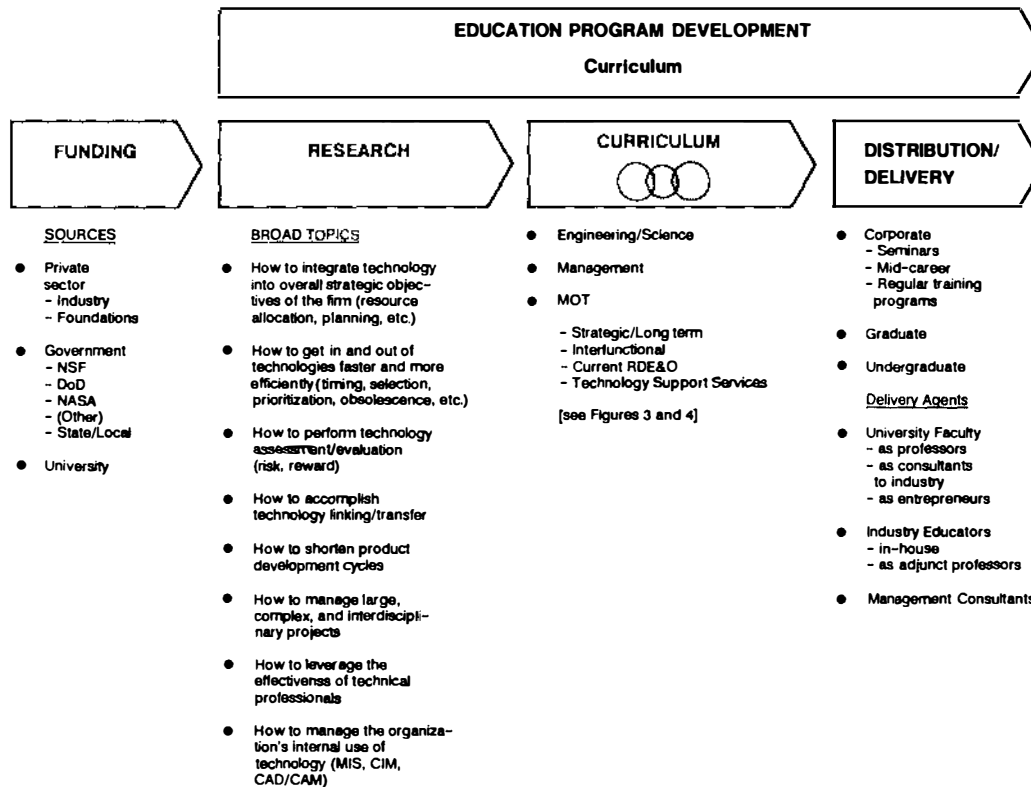 EDUCATION PROGRAM DEVELOPMENT
Curriculum
FUNDING
SOURCES
● Private
sector
- Industry
- Foundations
● Government
- NSF
- DoD
- NASA
- (Other)
- State/Local
● University
RESEARCH
BROAD TOPICS
● How to integrate technology
into overall strategic objec-
tives of the firm (resource
allocation, planning, etc.)
● How to get in and out of
technologies faster and more
efficiently (timing, selection,
prioritization, obsolescence, etc.)
● How to perform technology
assessment/evaluation
(risk, reward)
● How to accomplish
technology linking/transfer
● How to shorten product
development cycles
● How to manage large,
complex, and interdiscipli-
nary projects
● How to leverage the
effectivenss of technical
professionals
● How to manage the organiza-
tion's internal use of
technology (MIS, CIM,
CAD/CAM)
CURRICULUM
● Engineering/Science
● Management
● MOT
- Strategic/Long term
- Interfunctional
- Current RDE&O
- Technology Support Services
[see Figures 3 and 4]
DISTRIBUTION/
DELIVERY
● Corporate
- Seminars
- Mid-career
- Regular training
programs
● Graduate
● Undergraduate
Delivery Agents
● University Faculty
- as professors
- as consultants
to industry
- as entrepreneurs
● Industry Educators
- in-house
- as adjunct professors
● Management Consultants